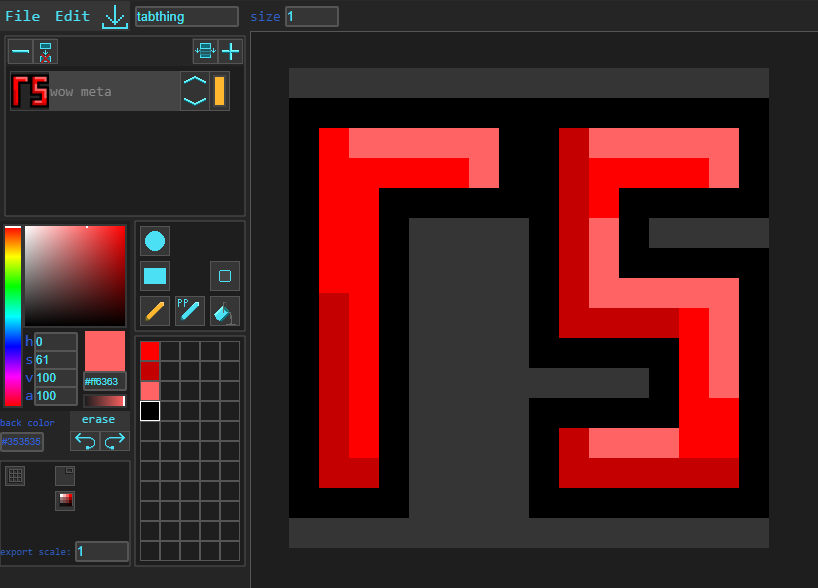 File Edit tabthing size 1
wow meta
h 0
s 61
v 100
a 100
#ff6363
PP
back color
#353535
erase
export scale: 1
rs